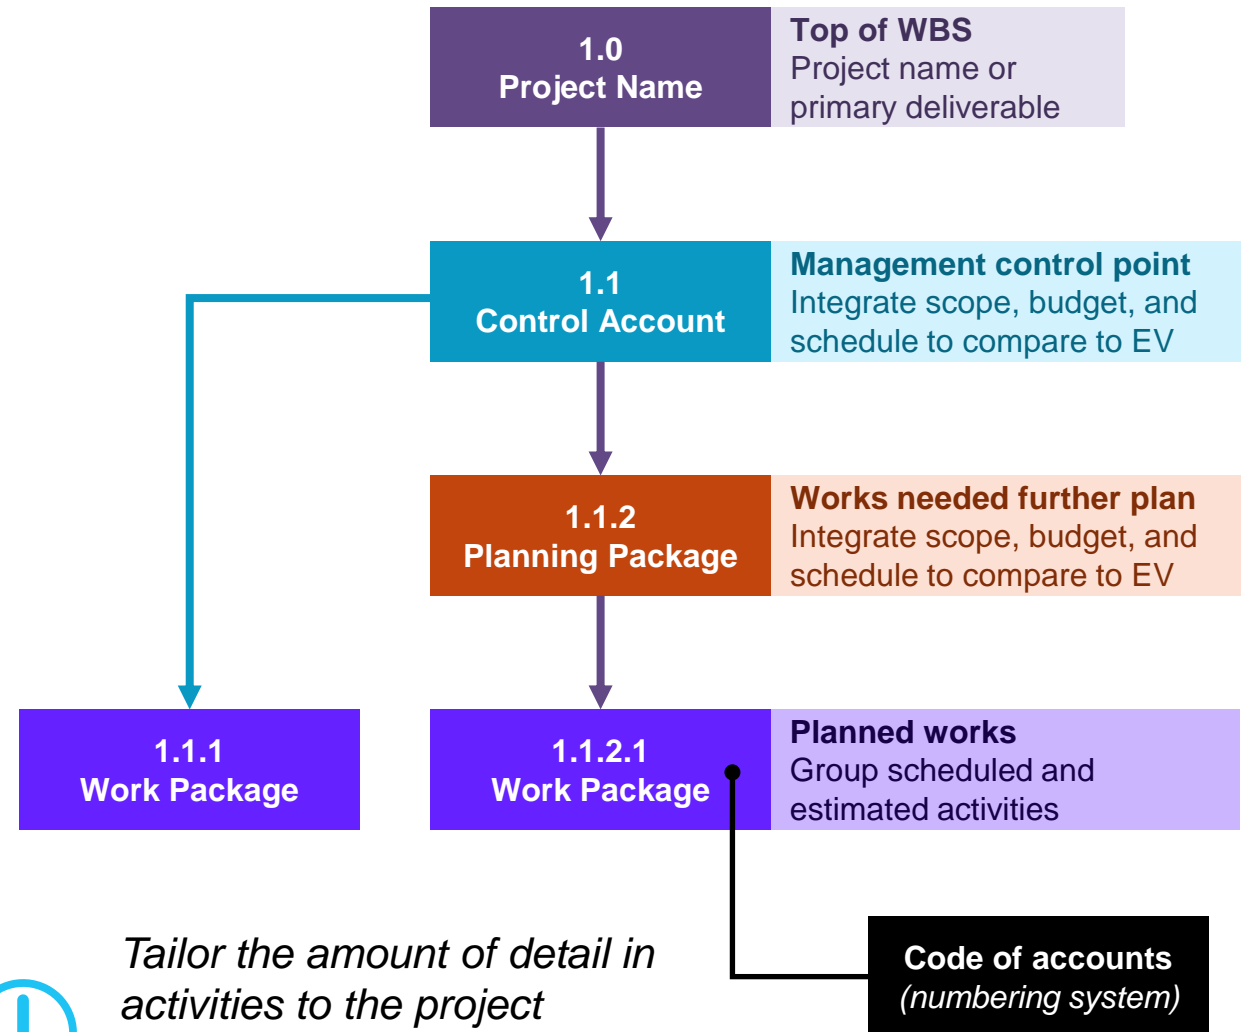 1.0
Project Name
Top of WBS
Project name or
primary deliverable
1.1
Control Account
Management control point
Integrate scope, budget, and
schedule to compare to EV
1.1.2
Planning Package
Works needed further plan
Integrate scope, budget, and
schedule to compare to EV
1.1.1
Work Package
1.1.2.1
Work Package
Planned works
Group scheduled and
estimated activities
Tailor the amount of detail in
activities to the project
Code of accounts
(numbering system)